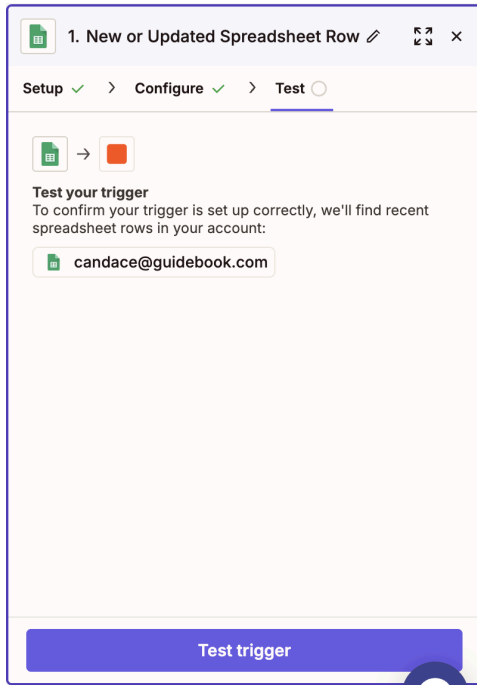 1. New or Updated Spreadsheet Row
Setup
Configure
Test
Test your trigger
To confirm your trigger is set up correctly, we'll find recent
spreadsheet rows in your account:
candace@guidebook.com
Test trigger